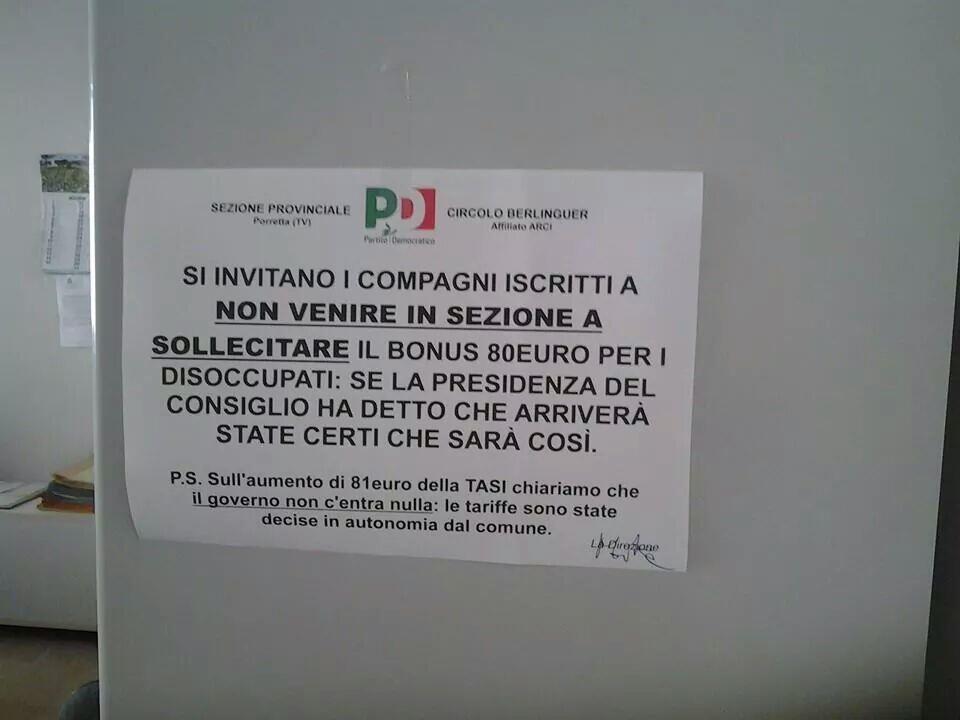 SEZIONE PROVINCIALE
Porretta (TV)
PD
Partito Democratico
CIRCOLO BERLINGUER
Affiliato ARCI
SI INVITANO I COMPAGNI ISCRITTI A
NON VENIRE IN SEZIONE A
SOLLECITARE IL BONUS 80EURO PER I
DISOCCUPATI: SE LA PRESIDENZA DEL
CONSIGLIO HA DETTO CHE ARRIVERÀ
STATE CERTI CHE SARÀ COSÌ.
P.S. Sull'aumento di 81euro della TASI chiariamo che
il governo non c'entra nulla: le tariffe sono state
decise in autonomia dal comune.
La direzione